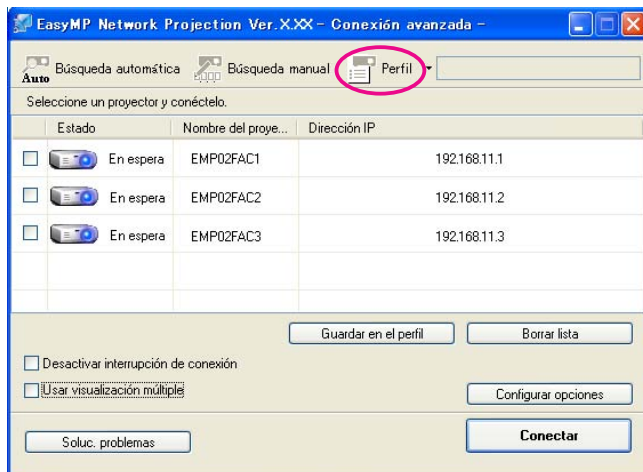 EasyMP Network Projection Ver.X.XX - Conexión avanzada -
Auto Búsqueda automática Búsqueda manual Perfil
Seleccione un proyector y conéctelo.
Estado Nombre del proye... Dirección IP
En espera EMP02FAC1 192.168.11.1
En espera EMP02FAC2 192.168.11.2
En espera EMP02FAC3 192.168.11.3
Guardar en el perfil Borrar lista
Desactivar interrupción de conexión
Usar visualización múltiple Configurar opciones
Soluc. problemas Conectar